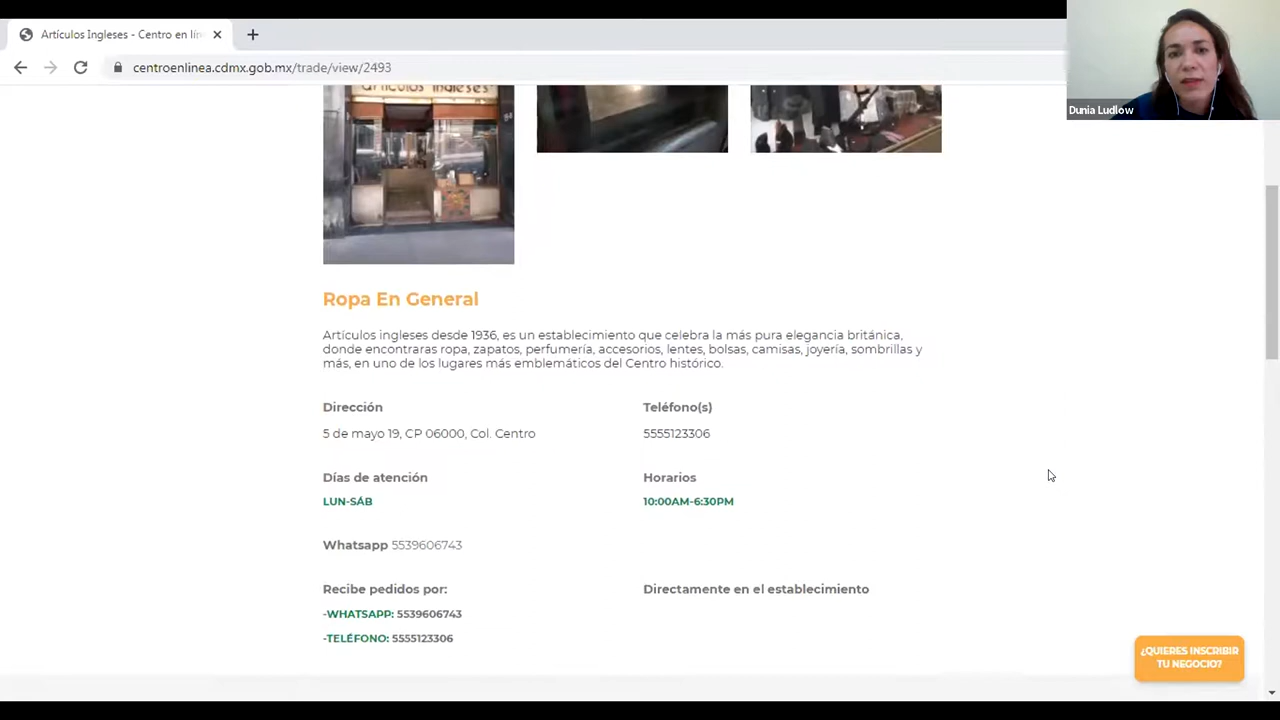 Artículos Ingleses - Centro en lín
centroenlinea.cdmx.gob.mx/trade/view/2493
Dunia Ludlow
artículos ingleses
Ropa En General
Artículos ingleses desde 1936, es un establecimiento que celebra la más pura elegancia británica,
donde encontraras ropa, zapatos, perfumería, accesorios, lentes, bolsas, camisas, joyería, sombrillas y
más, en uno de los lugares más emblemáticos del Centro histórico.
Dirección
Teléfono(s)
5 de mayo 19, CP 06000, Col. Centro
5555123306
Días de atención
Horarios
LUN-SÁB
10:00AM-6:30PM
Whatsapp 5539606743
Recibe pedidos por:
Directamente en el establecimiento
-WHATSAPP: 5539606743
-TELÉFONO: 5555123306
¿QUIERES INSCRIBIR
TU NEGOCIO?